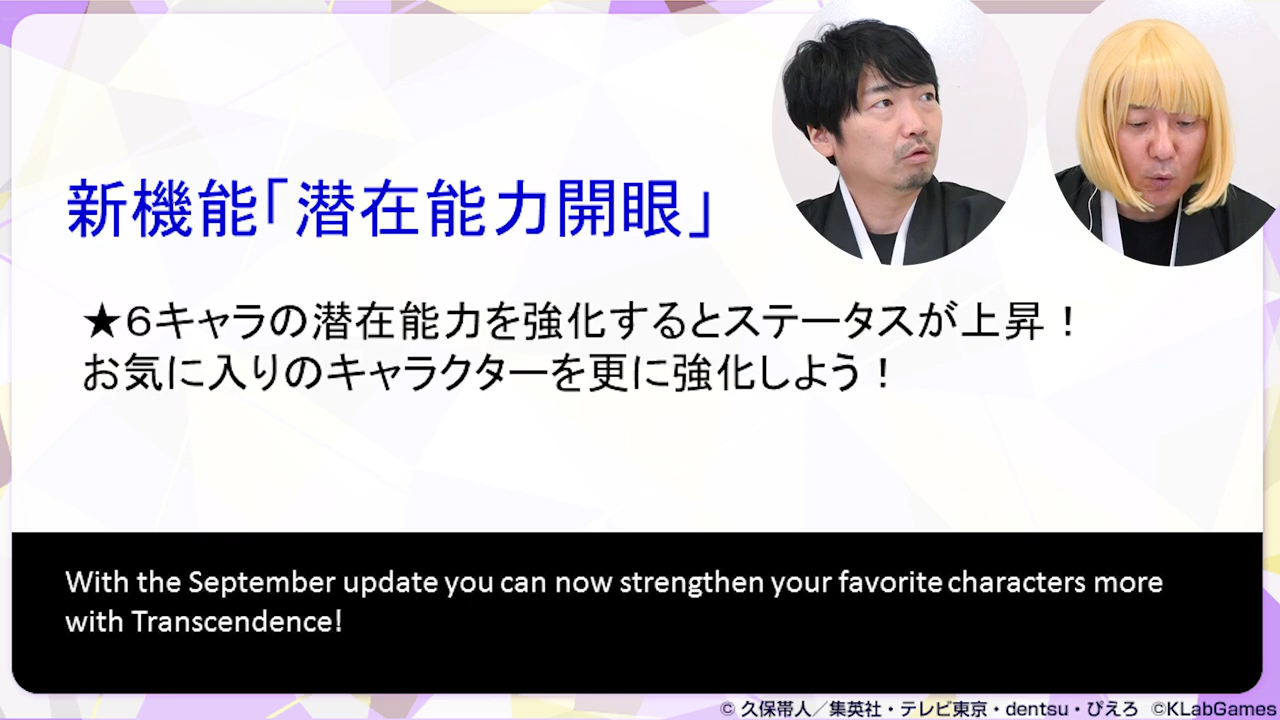 新機能「潜在能力開眼」
★６キャラの潜在能力を強化するとステータスが上昇！
お気に入りのキャラクターを更に強化しよう！
With the September update you can now strengthen your favorite characters more
with Transcendence!
© 久保帯人／集英社・テレビ東京・dentsu・ぴえろ ©KLabGames